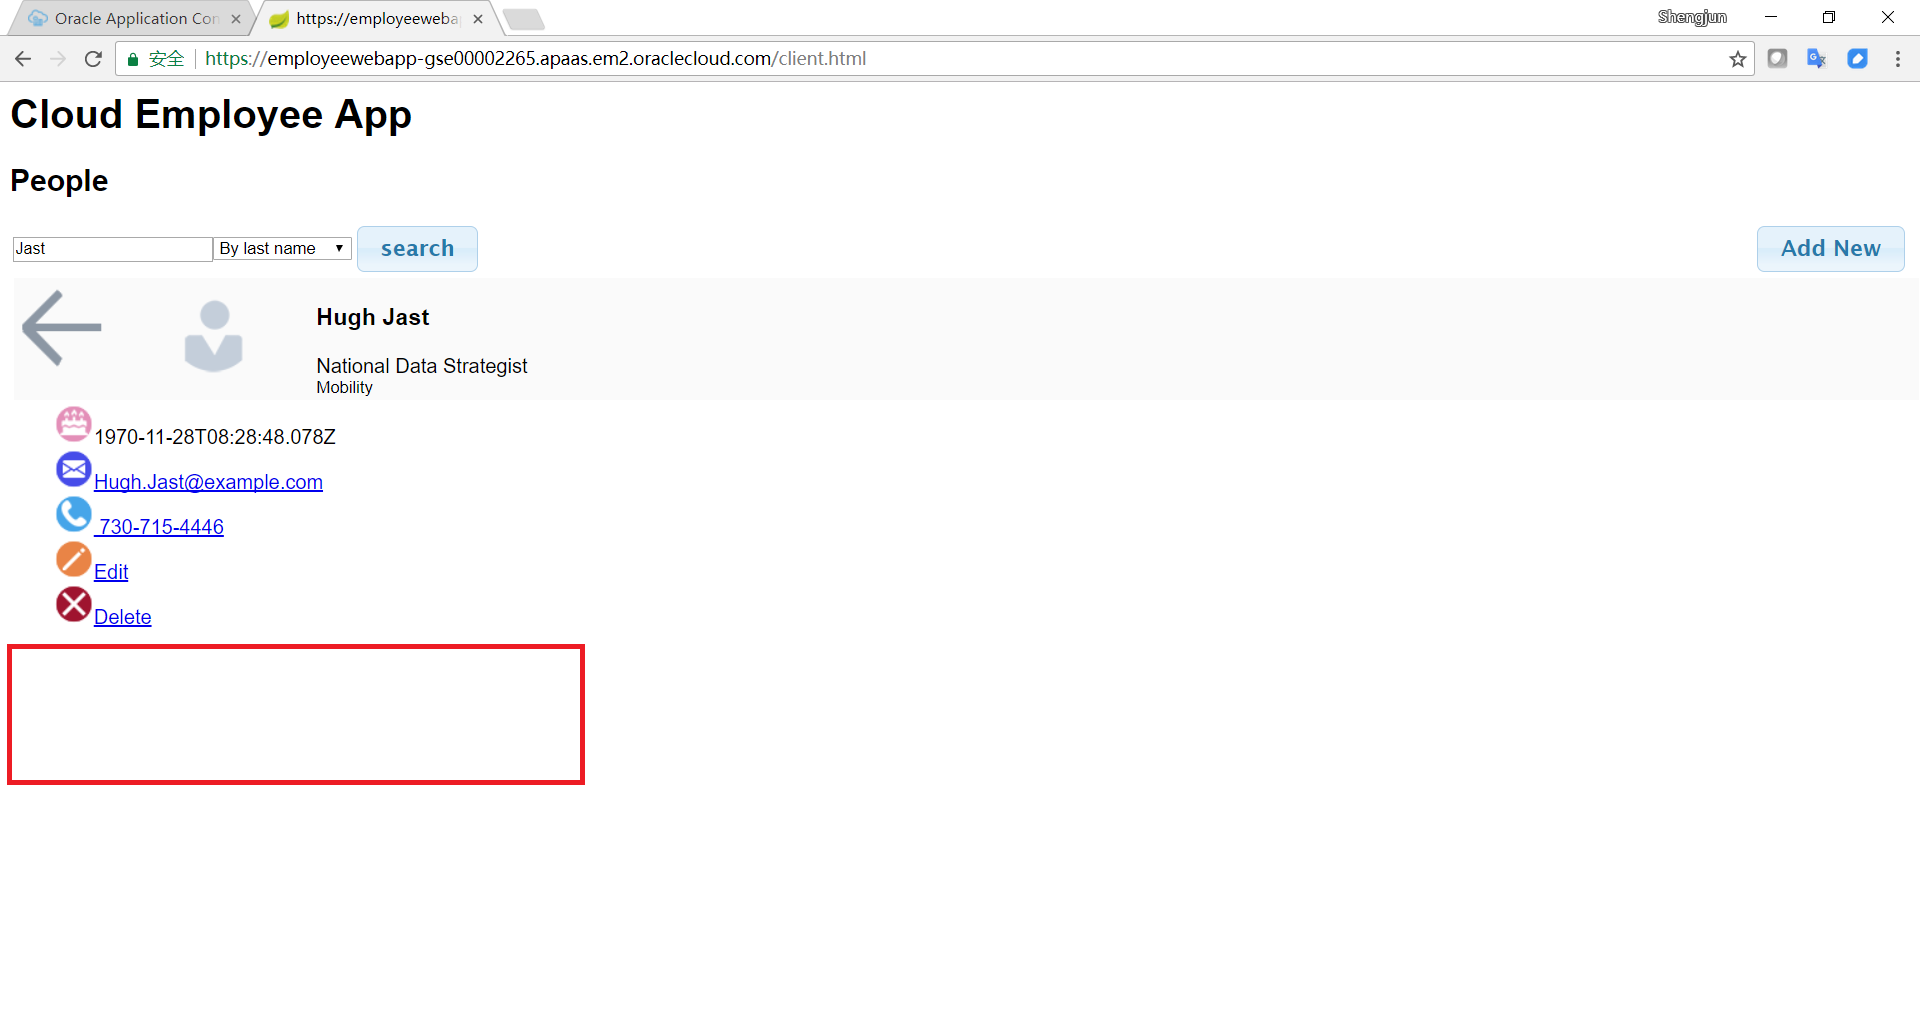 Oracle Application Con
https://employeeweba
Shengjun
安全 https://employeewebapp-gse00002265.apaas.em2.oraclecloud.com/client.html
Cloud Employee App
People
Jast By last name search Add New
Hugh Jast
National Data Strategist
Mobility
1970-11-28T08:28:48.078Z
Hugh.Jast@example.com
730-715-4446
Edit
Delete